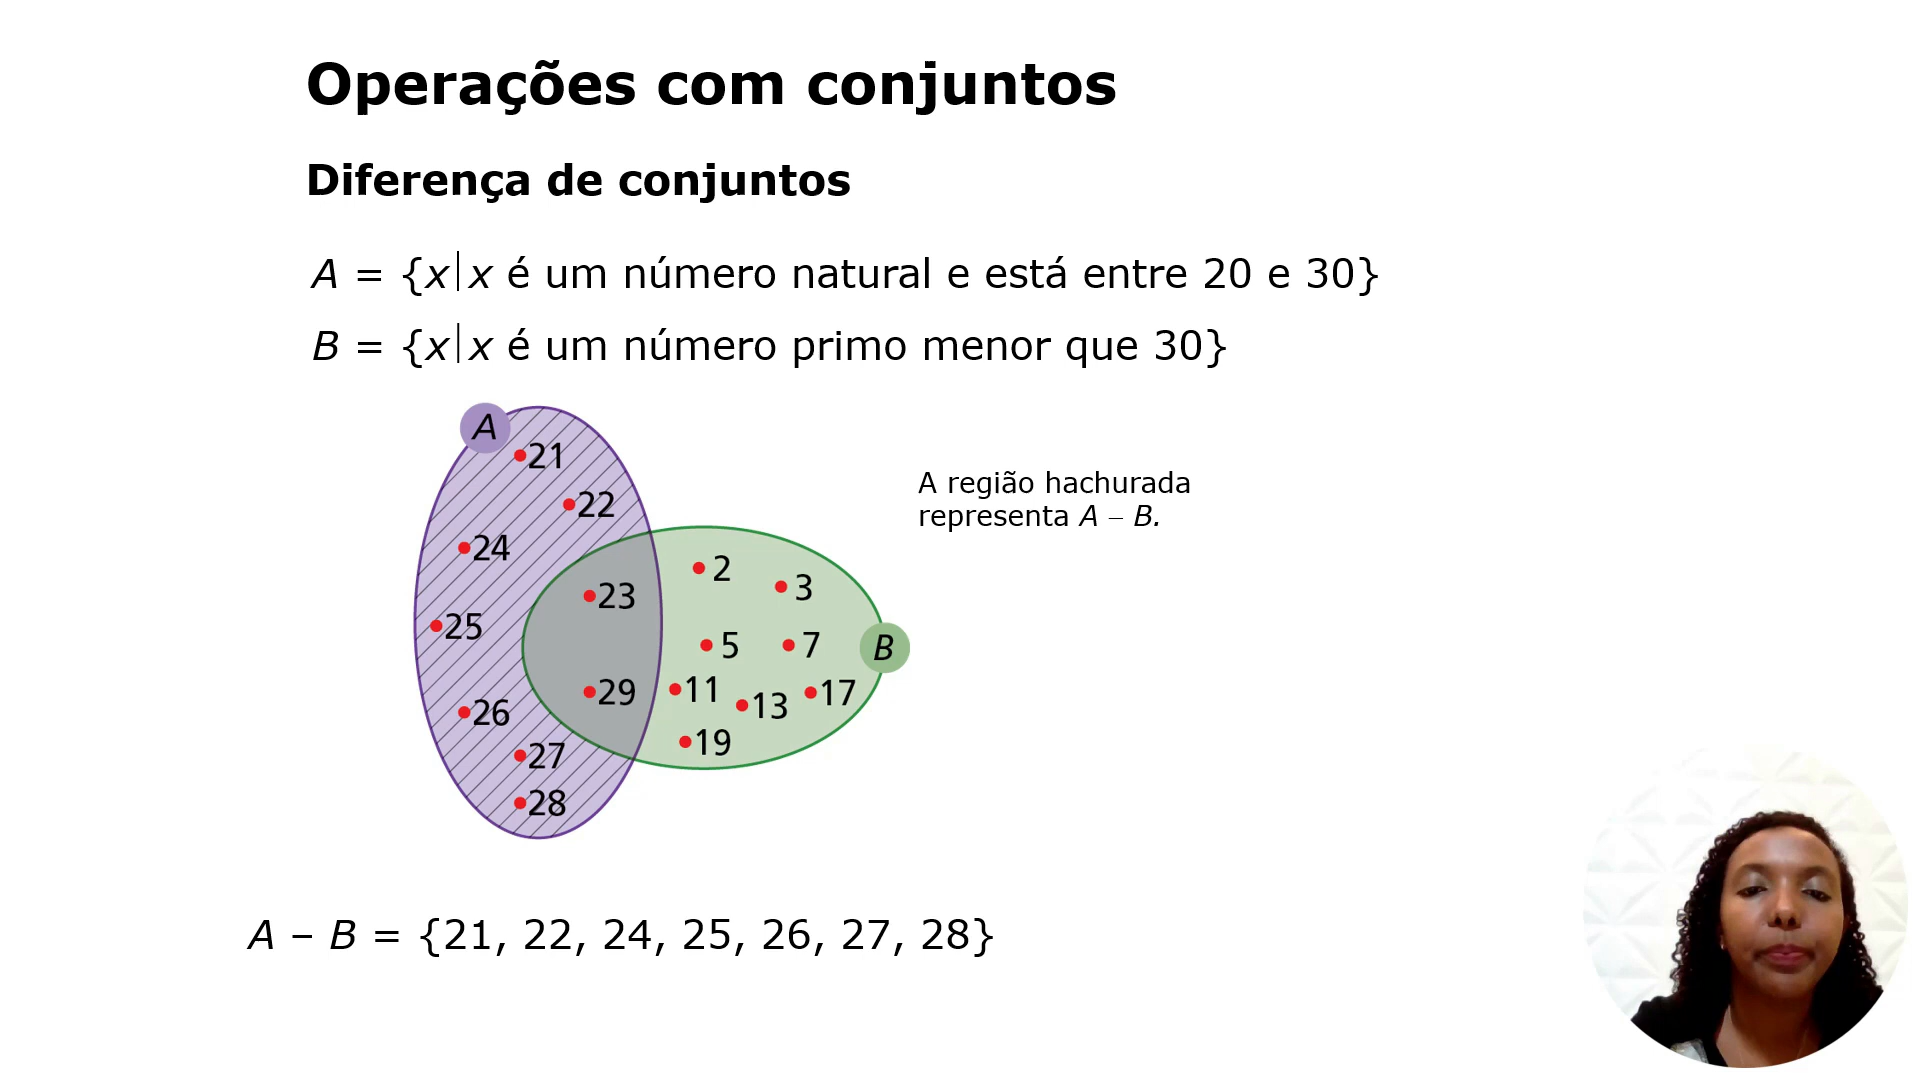 Operações com conjuntos
Diferença de conjuntos
A = {x|x é um número natural e está entre 20 e 30}
B = {x|x é um número primo menor que 30}
A
21
22
24
25
26
27
28
23
29
2
3
5
7
11
13
17
19
B
A região hachurada
representa A – B.
A – B = {21, 22, 24, 25, 26, 27, 28}